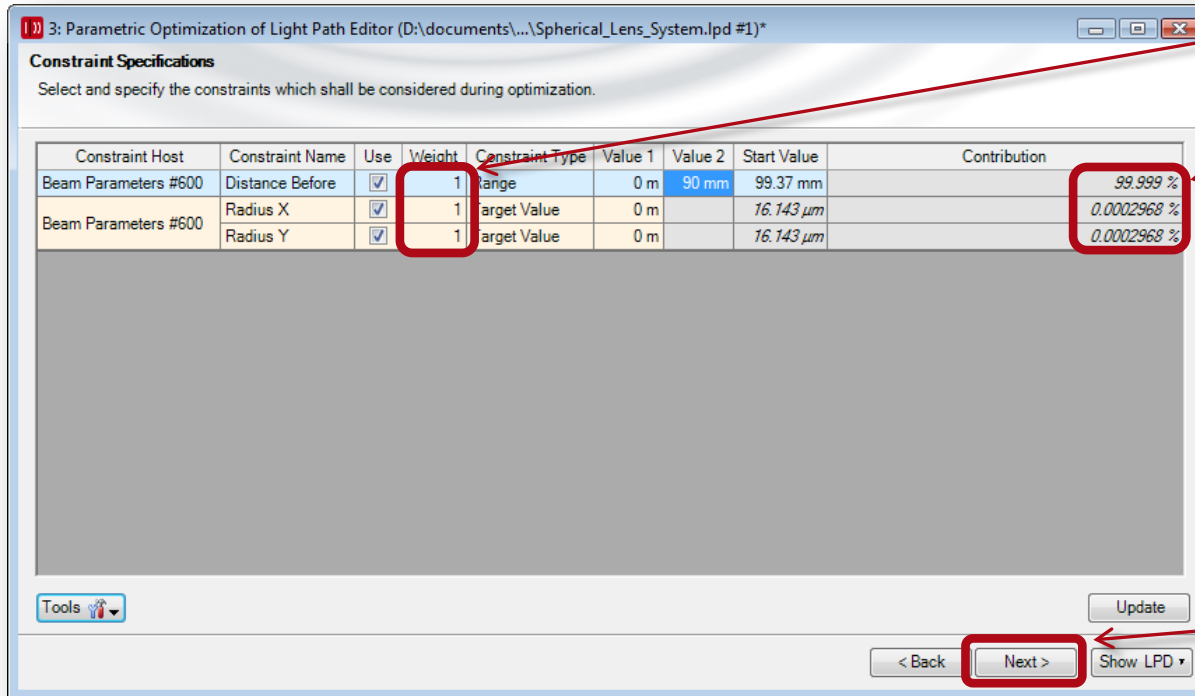 3: Parametric Optimization of Light Path Editor (D:\documents\...\Spherical_Lens_System.lpd #1)*
Constraint Specifications
Select and specify the constraints which shall be considered during optimization.
Constraint Host Constraint Name Use Weight Constraint Type Value 1 Value 2 Start Value Contribution
Beam Parameters #600 Distance Before 1 Range 0 m 90 mm 99.37 mm 99.999 %
Beam Parameters #600 Radius X 1 Target Value 0 m 16.143 µm 0.0002968 %
Radius Y 1 Target Value 0 m 16.143 µm 0.0002968 %
Tools Update
< Back Next > Show LPD